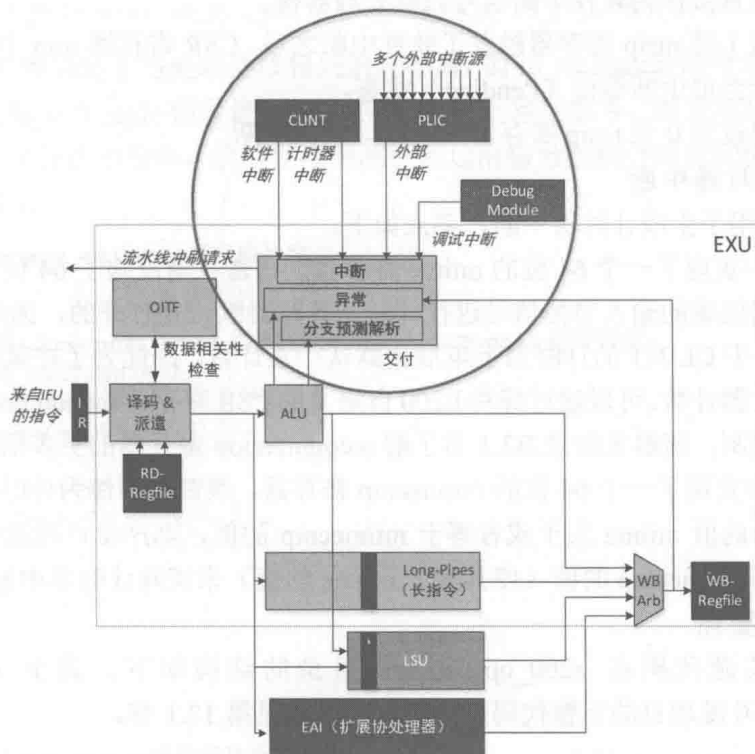 多个外部中断源
CLINT
PLIC
软件
中断
计时器
中断
外部
中断
Debug
Module
调试中断
EXU
流水线冲刷请求
中断
异常
分支预测解析
交付
OITF
数据相关性
检查
来自IFU
的指令
I
R
译码 &
派遣
ALU
RD-
Regfile
Long-Pipes
（长指令）
WB
Arb
WB-
Regfile
LSU
EAI（扩展协处理器）